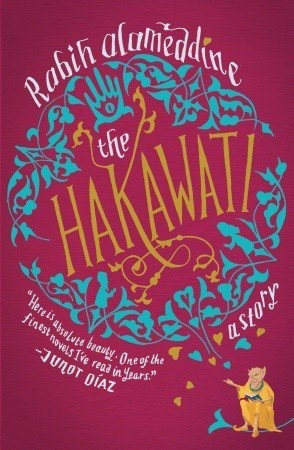 Rabih alameddine
the
HAKAWATI
a story
"Here is absolute beauty. One of the
finest novels I've read in years."
—JUNOT DÍAZ